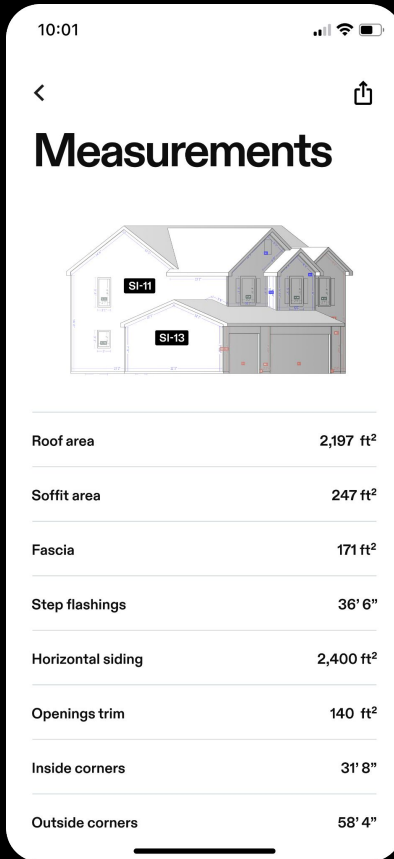 10:01
Measurements
SI-11
SI-13
Roof area 2,197 ft²
Soffit area 247 ft²
Fascia 171 ft²
Step flashings 36’ 6”
Horizontal siding 2,400 ft²
Openings trim 140 ft²
Inside corners 31’ 8”
Outside corners 58’ 4”